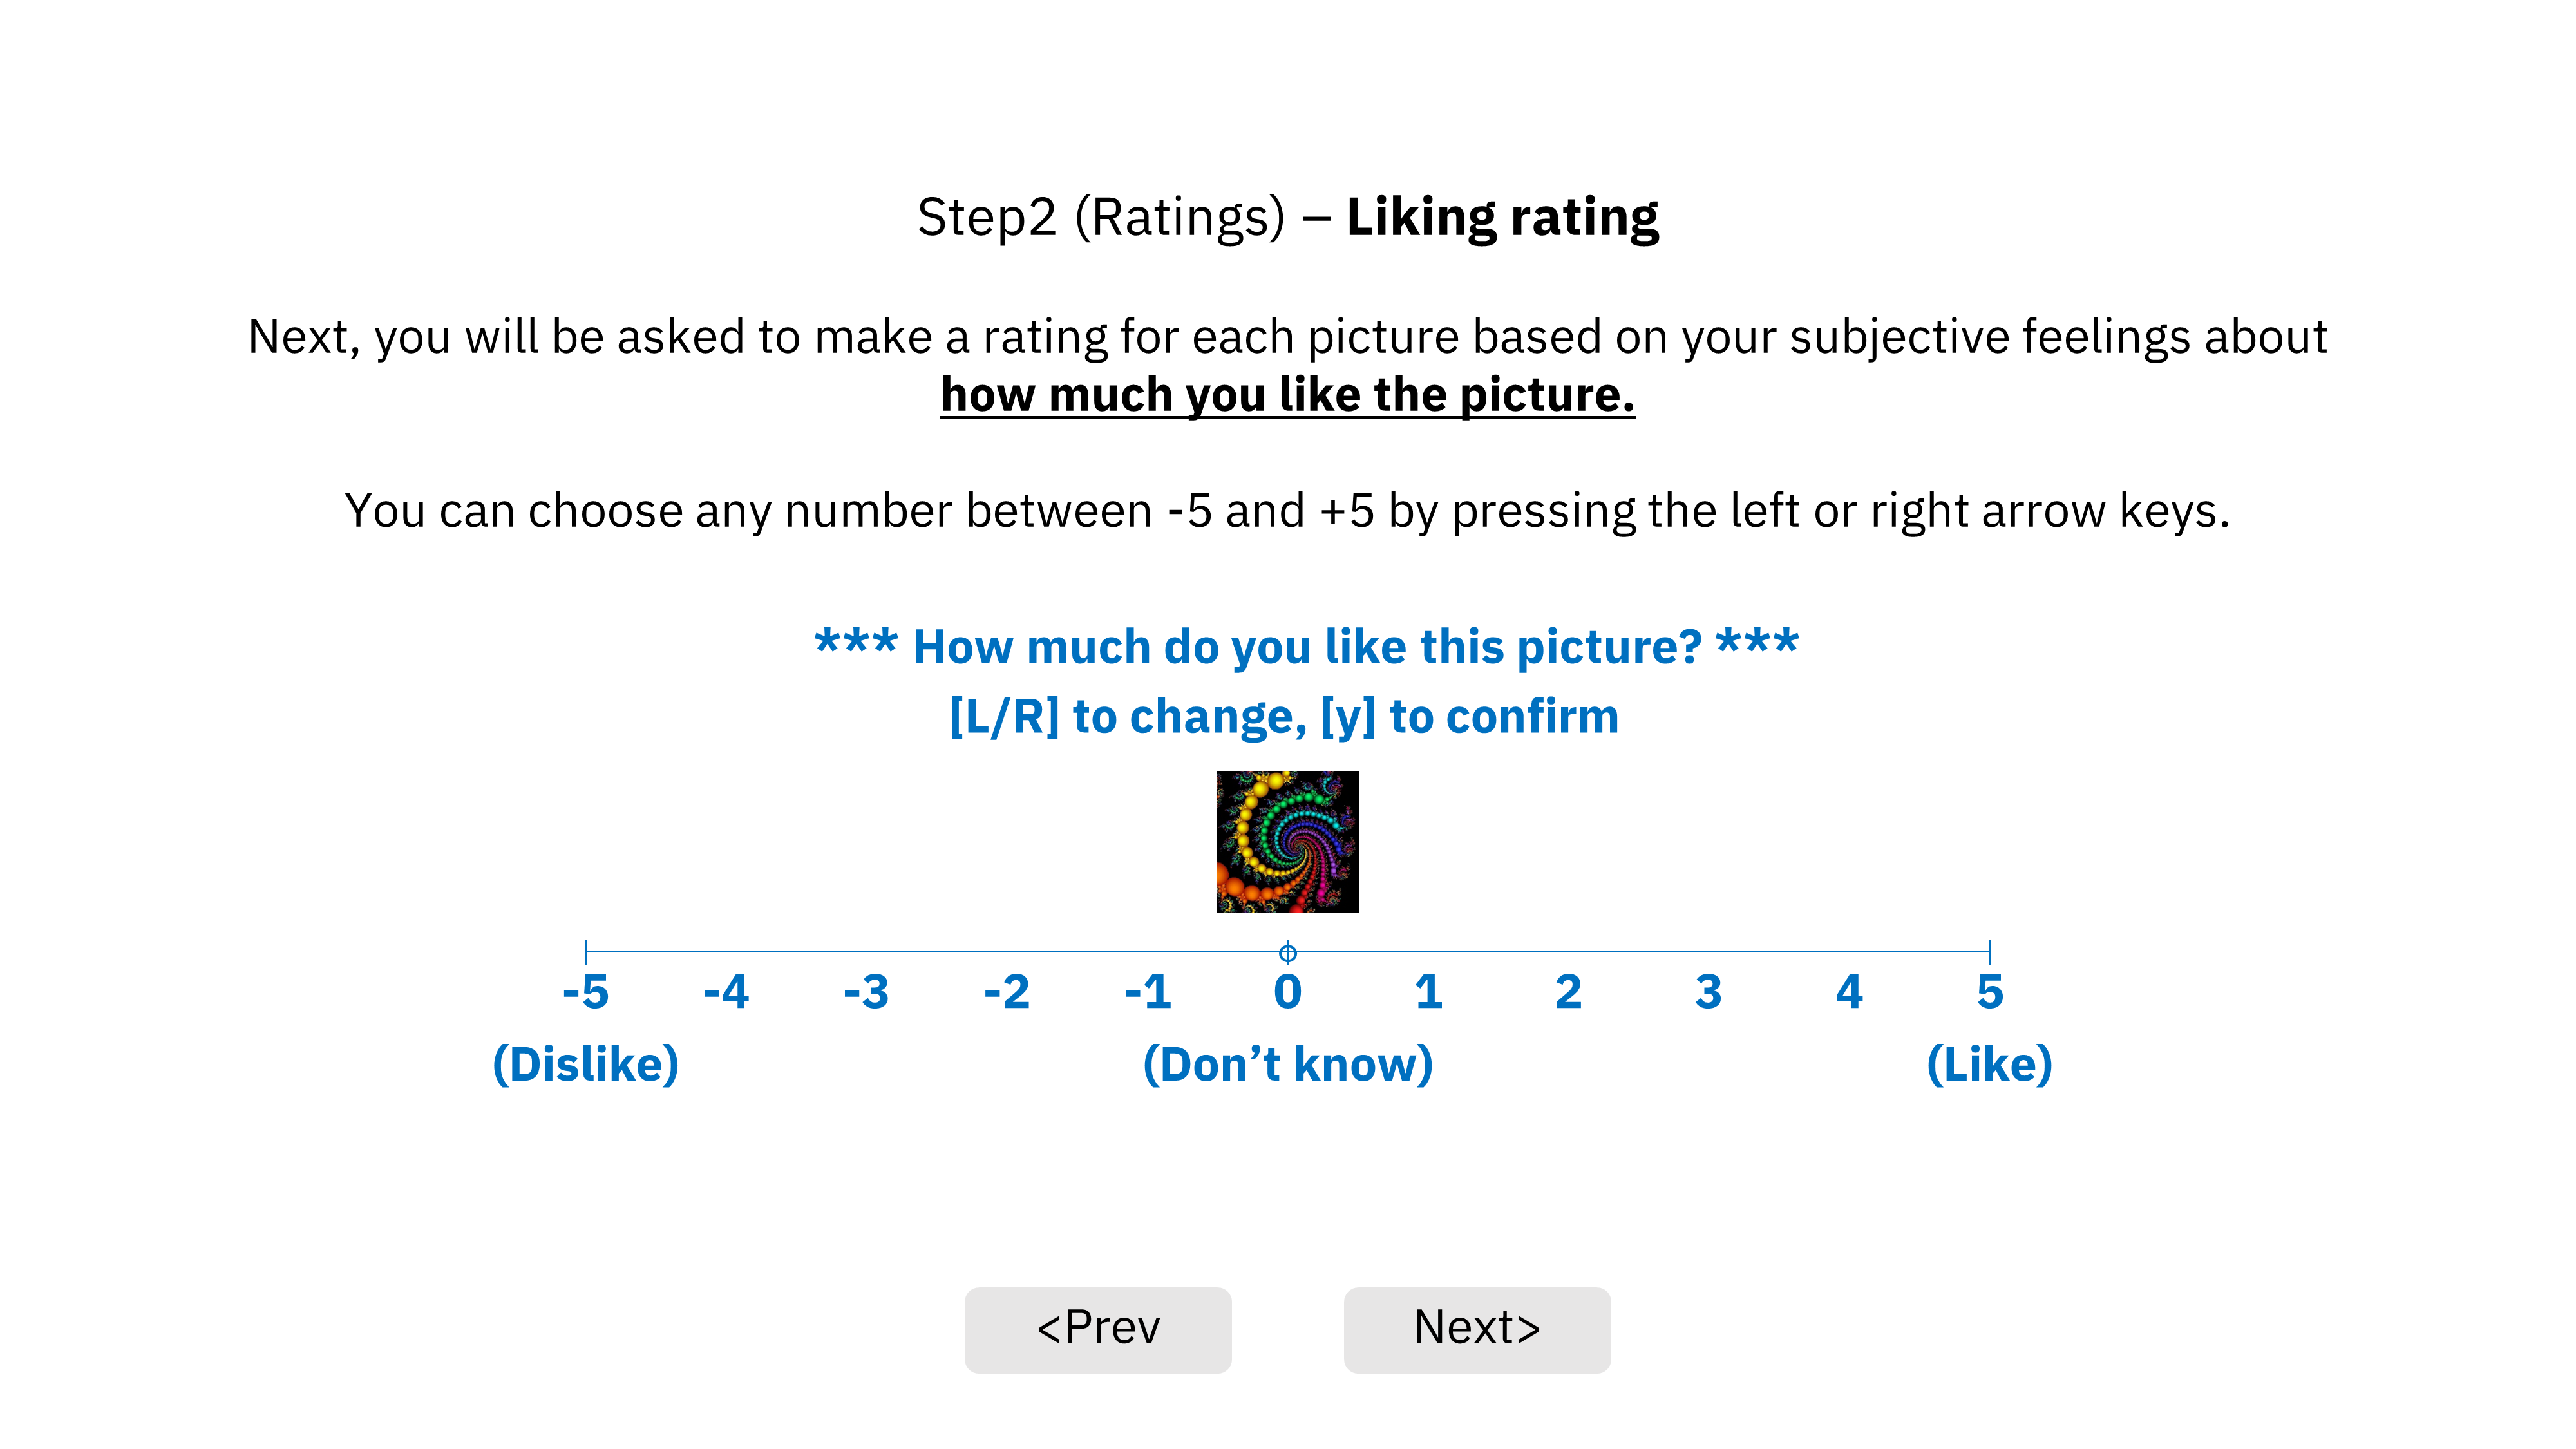 Step2 (Ratings) – Liking rating
Next, you will be asked to make a rating for each picture based on your subjective feelings about
how much you like the picture.
You can choose any number between -5 and +5 by pressing the left or right arrow keys.
*** How much do you like this picture? ***
[L/R] to change, [y] to confirm
-5 -4 -3 -2 -1 0 1 2 3 4 5
(Dislike) (Don’t know) (Like)
<Prev Next>